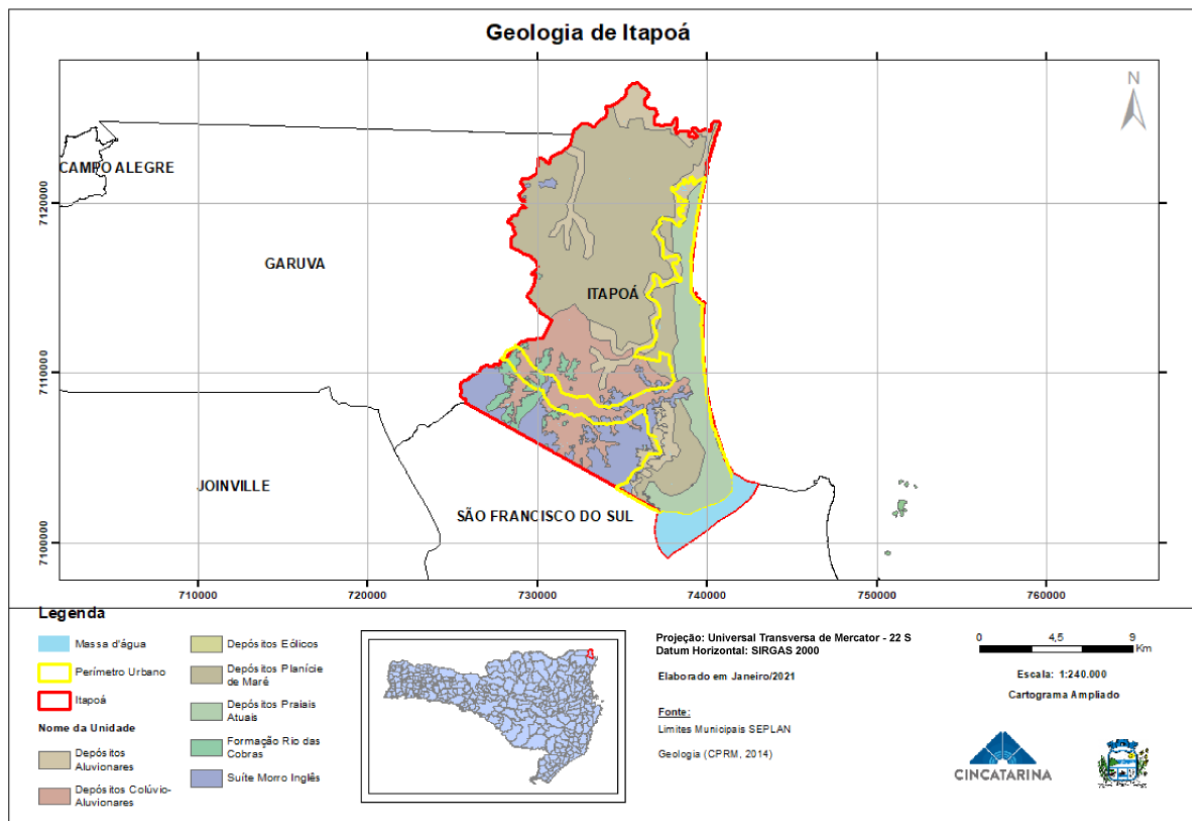 Geologia de Itapoá
N
CAMPO ALEGRE
GARUVA
ITAPOÁ
JOINVILLE
SÃO FRANCISCO DO SUL
7120000
7110000
7100000
7120000
7110000
7100000
710000
720000
730000
740000
750000
760000
Legenda
Massa d'água
Perímetro Urbano
Itapoá
Nome da Unidade
Depósitos
Aluvionares
Depósitos Colúvio-
Aluvionares
Depósitos Eólicos
Depósitos Planície
de Maré
Depósitos Praiais
Atuais
Formação Rio das
Cobras
Suíte Morro Inglês
Projeção: Universal Transversa de Mercator - 22 S
Datum Horizontal: SIRGAS 2000
Elaborado em Janeiro/2021
Fonte:
Limites Municipais SEPLAN
Geologia (CPRM, 2014)
0 4,5 9
Km
Escala: 1:240.000
Cartograma Ampliado
CINCATARINA